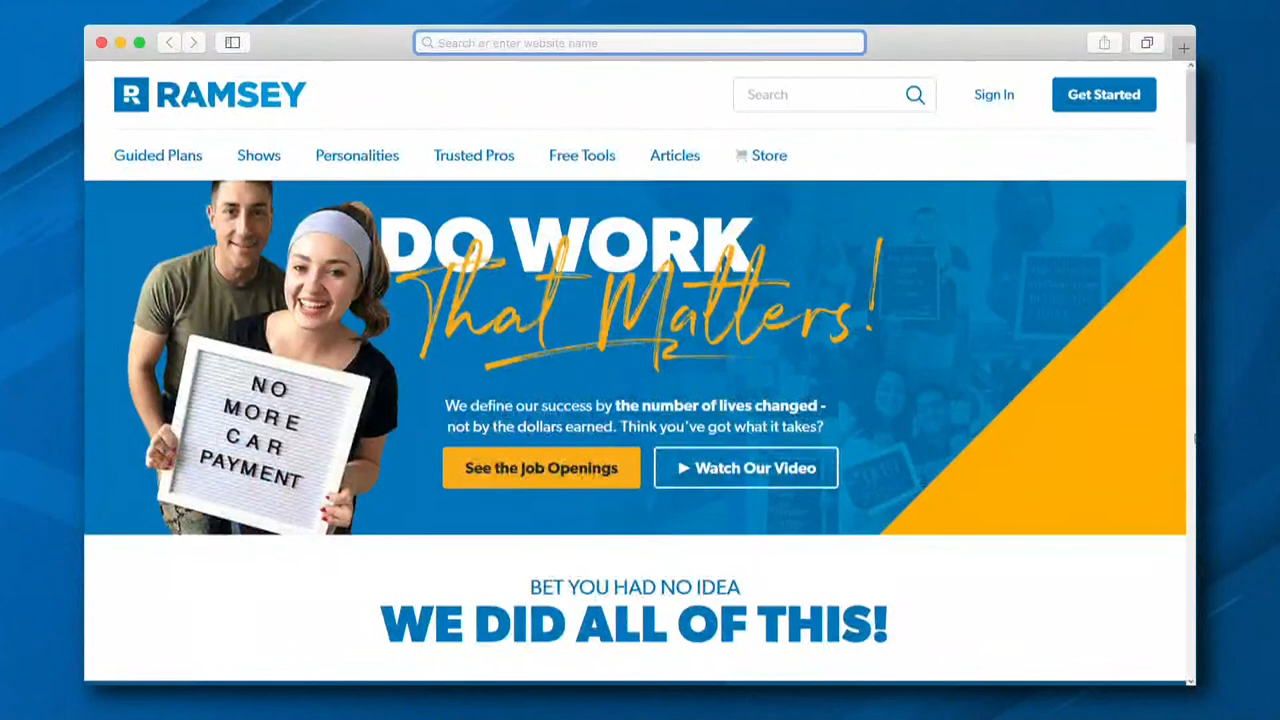 Search or enter website name
RAMSEY
Search
Sign In
Get Started
Guided Plans
Shows
Personalities
Trusted Pros
Free Tools
Articles
Store
DO WORK
That Matters!
NO
MORE
CAR
PAYMENT
We define our success by the number of lives changed -
not by the dollars earned. Think you've got what it takes?
See the Job Openings
Watch Our Video
BET YOU HAD NO IDEA
WE DID ALL OF THIS!